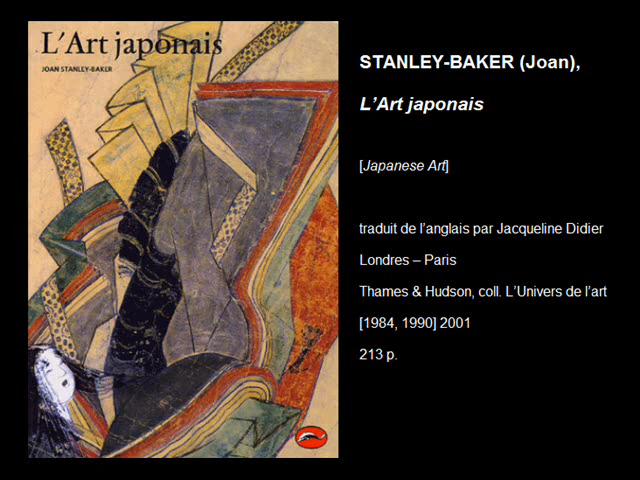 L'Art japonais
JOAN STANLEY-BAKER
STANLEY-BAKER (Joan),
L'Art japonais
[Japanese Art]
traduit de l'anglais par Jacqueline Didier
Londres – Paris
Thames & Hudson, coll. L'Univers de l'art
[1984, 1990] 2001
213 p.